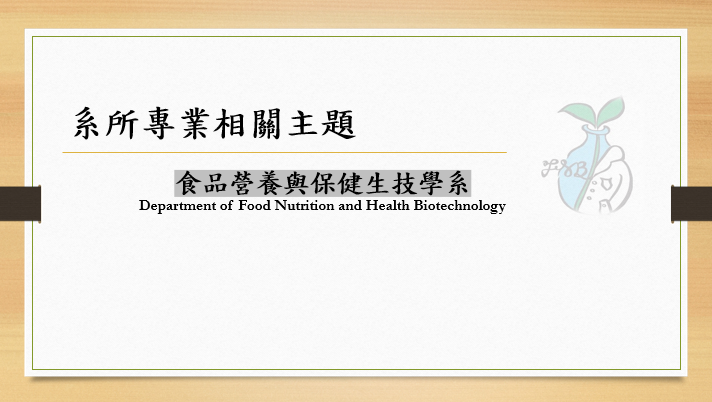 系所專業相關主題
食品營養與保健生技學系
Department of Food Nutrition and Health Biotechnology